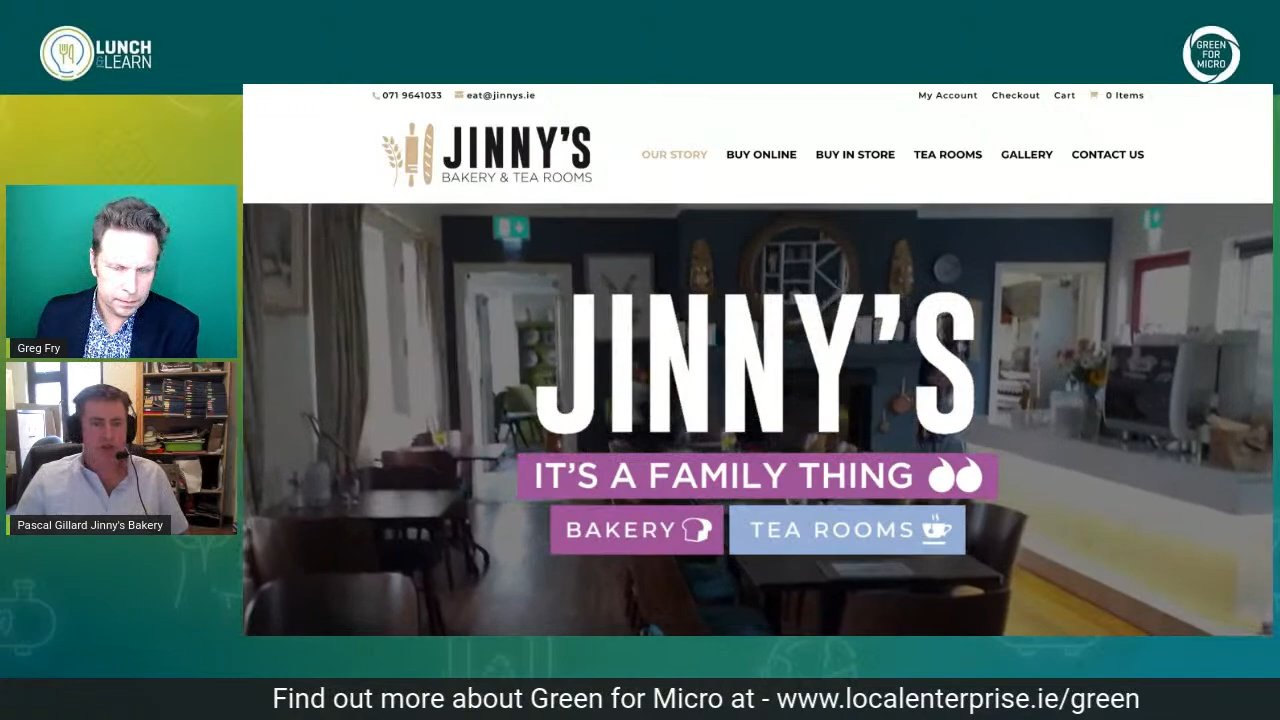 LUNCH
&LEARN
GREEN
FOR
MICRO
071 9641033 eat@jinnys.ie My Account Checkout Cart 0 Items
JINNY'S
BAKERY & TEA ROOMS
OUR STORY BUY ONLINE BUY IN STORE TEA ROOMS GALLERY CONTACT US
JINNY'S
IT'S A FAMILY THING
BAKERY TEA ROOMS
Greg Fry
Pascal Gillard Jinny's Bakery
Find out more about Green for Micro at - www.localenterprise.ie/green